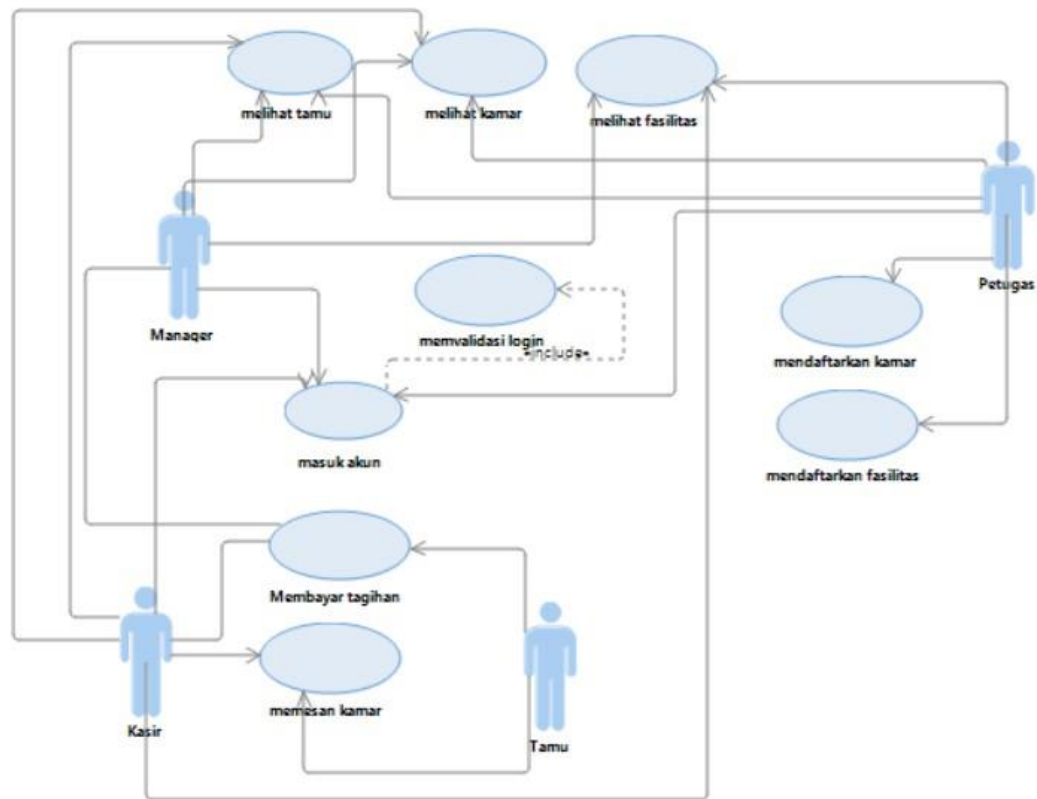 melihat tamu
melihat kamar
melihat fasilitas
Manager
Petugas
memvalidasi login
«include»
mendaftarkan kamar
masuk akun
mendaftarkan fasilitas
Membayar tagihan
memesan kamar
Kasir
Tamu